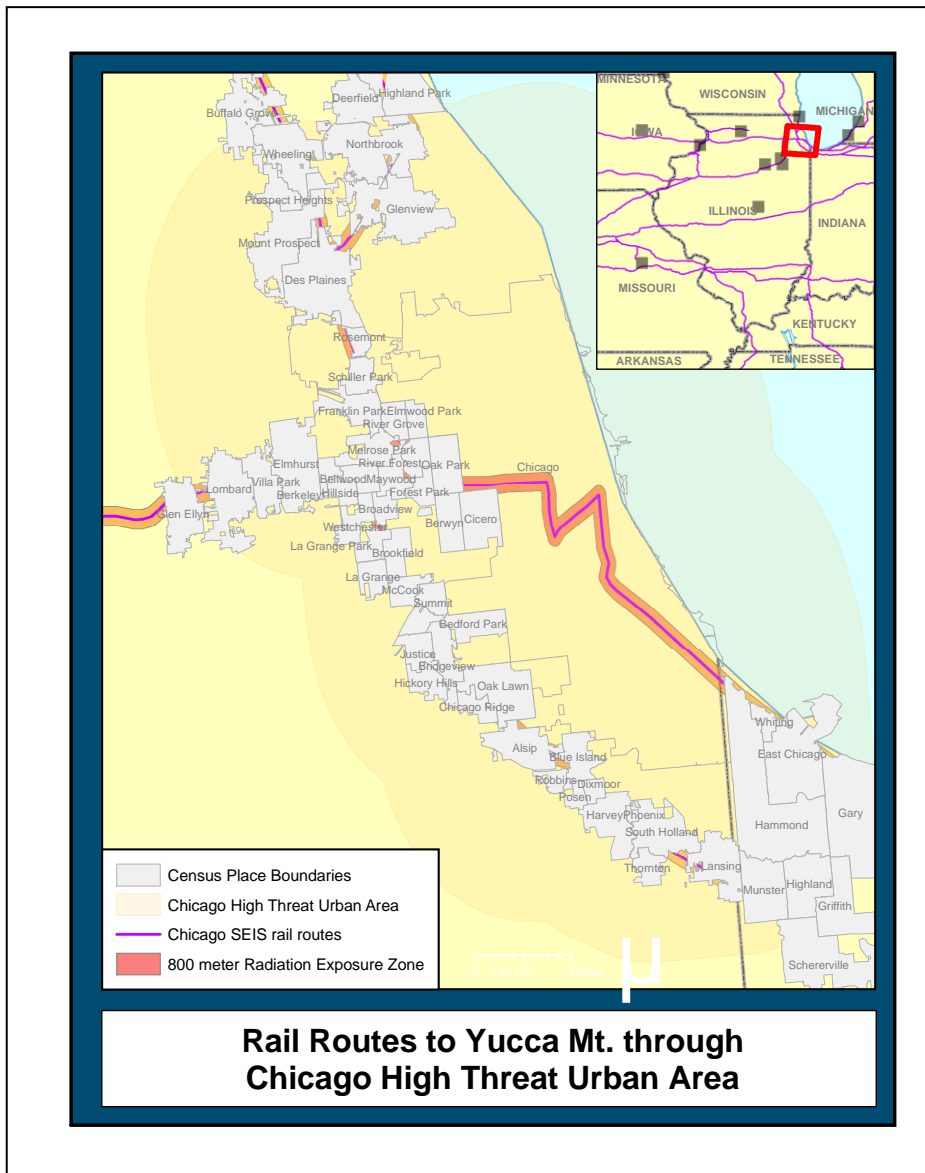 MINNESOTA
WISCONSIN
MICHIGAN
IOWA
ILLINOIS
INDIANA
MISSOURI
KENTUCKY
ARKANSAS
TENNESSEE
Highland Park
Deerfield
Buffalo Grove
Northbrook
Wheeling
Prospect Heights
Glenview
Mount Prospect
Des Plaines
Rosemont
Schiller Park
Franklin Park
Elmwood Park
River Grove
Melrose Park
River Forest
Oak Park
Chicago
Elmhurst
Villa Park
Berkeley
Lombard
Glen Ellyn
Bellwood
Maywood
Hillside
Forest Park
Broadview
Berwyn
Cicero
Westchester
La Grange Park
Brookfield
La Grange
McCook
Summit
Bedford Park
Justice
Bridgeview
Hickory Hills
Oak Lawn
Chicago Ridge
Alsip
Blue Island
Robbins
Dixmoor
Posen
Harvey
Phoenix
South Holland
Thornton
Lansing
Whiting
East Chicago
Gary
Hammond
Munster
Highland
Griffith
Schererville
Census Place Boundaries
Chicago High Threat Urban Area
Chicago SEIS rail routes
800 meter Radiation Exposure Zone
µ
Rail Routes to Yucca Mt. through
Chicago High Threat Urban Area